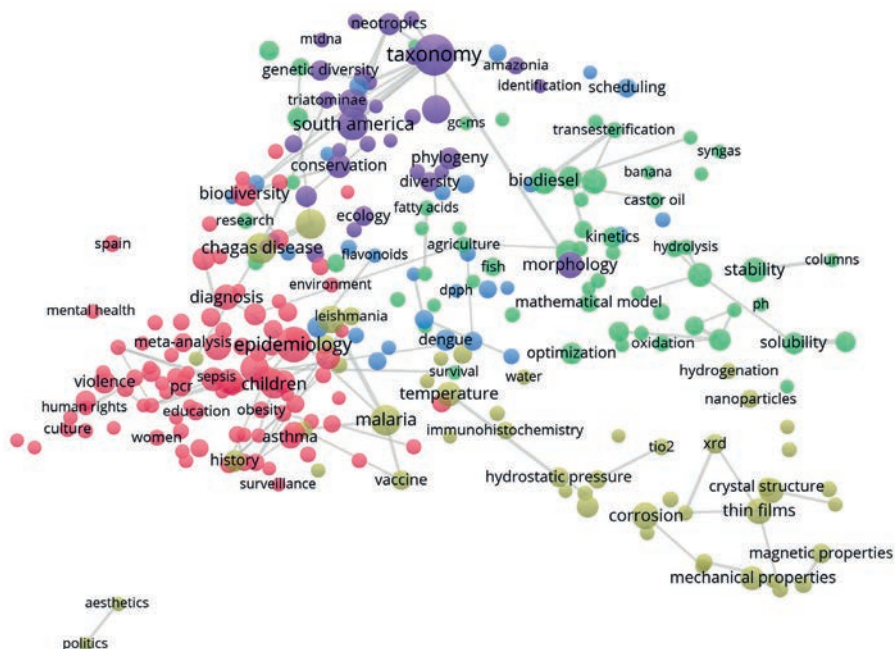 neotropics
mtdna
taxonomy
genetic diversity
amazonia
identification
scheduling
triatominae
south america
gc-ms
transesterification
conservation
phylogeny
syngas
biodiversity
diversity
biodiesel
banana
castor oil
research
ecology
fatty acids
spain
chagas disease
flavonoids
agriculture
kinetics
hydrolysis
fish
morphology
stability
columns
diagnosis
environment
dpph
mathematical model
ph
mental health
leishmania
meta-analysis
epidemiology
dengue
optimization
oxidation
solubility
violence
pcr
sepsis
children
survival
water
hydrogenation
human rights
education
obesity
temperature
nanoparticles
culture
women
asthma
malaria
immunohistochemistry
history
tio2
xrd
surveillance
vaccine
hydrostatic pressure
crystal structure
corrosion
thin films
magnetic properties
mechanical properties
aesthetics
politics